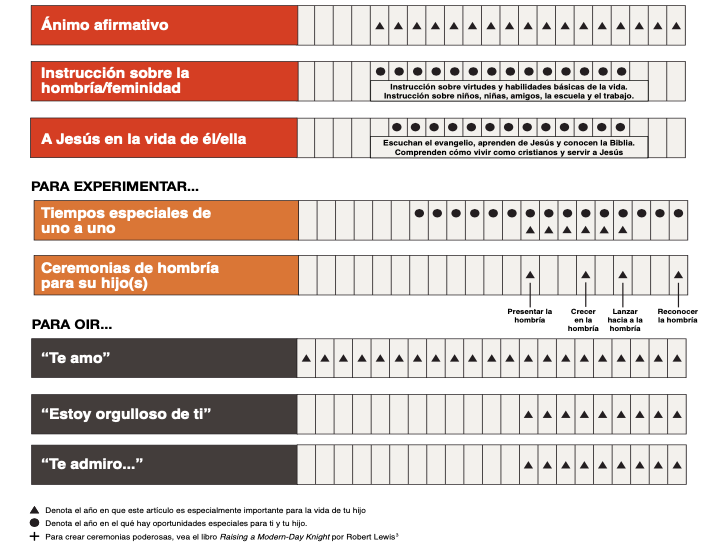 Ánimo afirmativo
Instrucción sobre la
hombría/feminidad
Instrucción sobre virtudes y habilidades básicas de la vida.
Instrucción sobre niños, niñas, amigos, la escuela y el trabajo.
A Jesús en la vida de él/ella
Escuchan el evangelio, aprenden de Jesús y conocen la Biblia.
Comprenden cómo vivir como cristianos y servir a Jesús
PARA EXPERIMENTAR...
Tiempos especiales de
uno a uno
Ceremonias de hombría
para su hijo(s)
Presentar la
hombría
Crecer
en la
hombría
Lanzar
hacia a la
hombría
Reconocer
la hombría
PARA OIR...
“Te amo”
“Estoy orgulloso de ti”
“Te admiro...”
Denota el año en que este artículo es especialmente importante para la vida de tu hijo
Denota el año en el qué hay oportunidades especiales para ti y tu hijo.
Para crear ceremonias poderosas, vea el libro Raising a Modern-Day Knight por Robert Lewis³